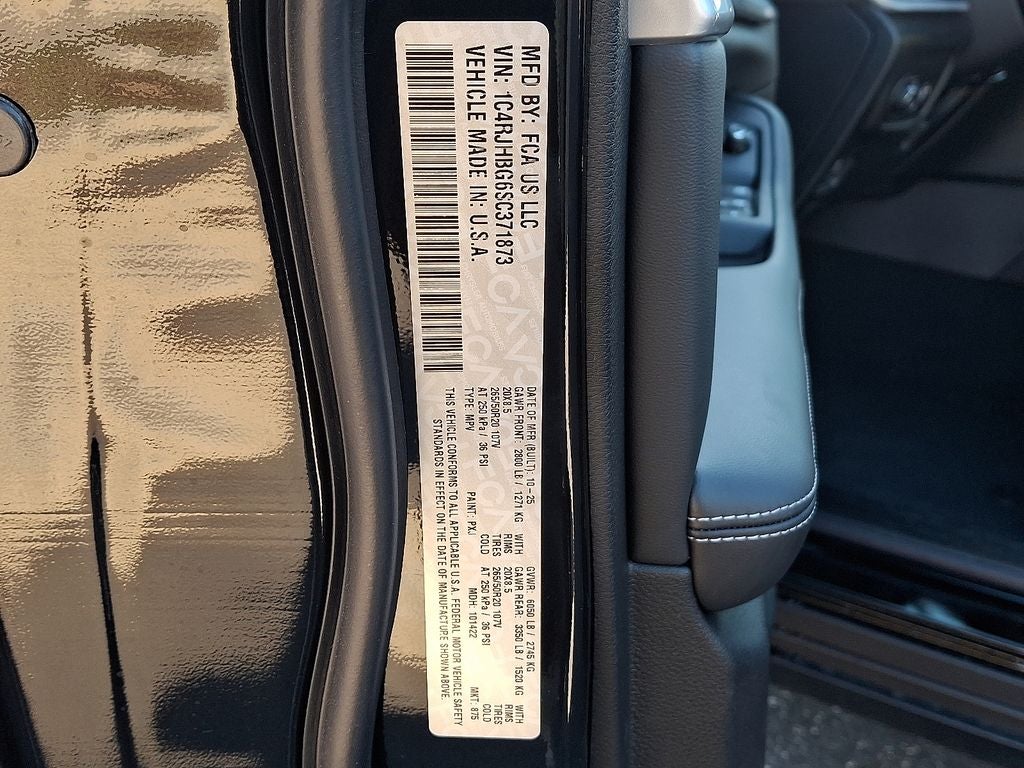 MFD BY: FCA US LLC
VIN: 1C4RJHBG6SC371873
VEHICLE MADE IN: U.S.A.
DATE OF MFR (BUILT): 10-25 GVWR: 6050 LB / 2745 KG
GAWR FRONT: 2800 LB / 1271 KG WITH GAWR REAR: 3350 LB / 1520 KG WITH
20X8.5 RIMS 20X8.5 RIMS
265/50R20 107V TIRES 265/50R20 107V TIRES
AT 250 kPa / 36 PSI COLD AT 250 kPa / 36 PSI COLD
TYPE: MPV PAINT: PXJ MDH: 101422 MKT: 875
THIS VEHICLE CONFORMS TO ALL APPLICABLE U.S.A. FEDERAL MOTOR VEHICLE SAFETY
STANDARDS IN EFFECT ON THE DATE OF MANUFACTURE SHOWN ABOVE.